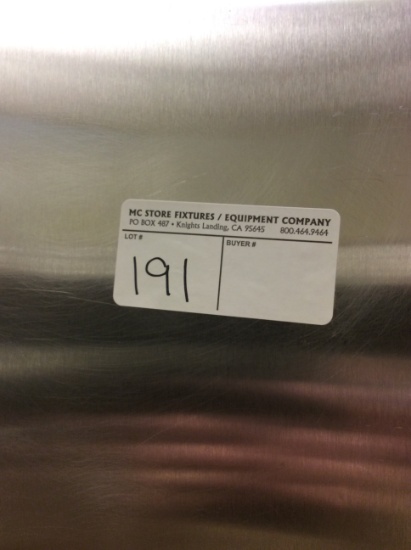 MC STORE FIXTURES / EQUIPMENT COMPANY
PO BOX 487 • Knights Landing, CA 95645 800.464.9464
LOT # BUYER #
191